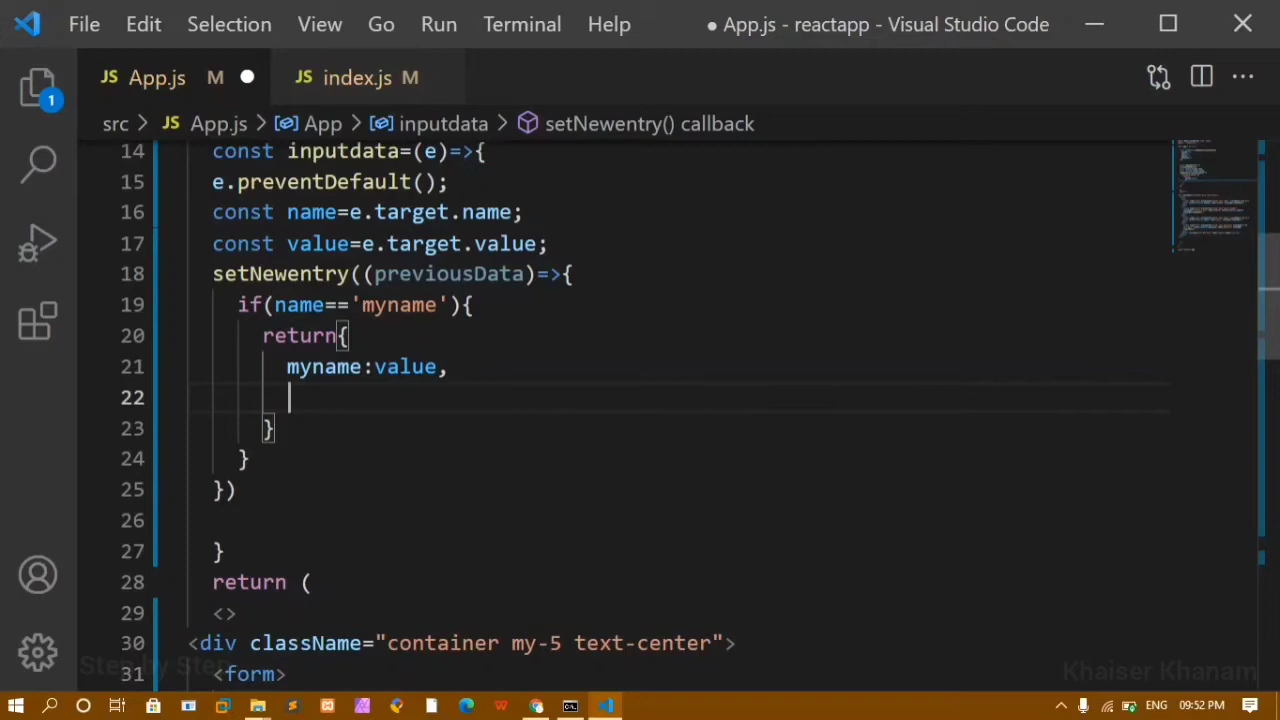 File Edit Selection View Go Run Terminal Help ● App.js - reactapp - Visual Studio Code
JS App.js M ● JS index.js M ···
src > JS App.js > App > inputdata > setNewentry() callback
1
14 const inputdata=(e)=>{
15 e.preventDefault();
16 const name=e.target.name;
17 const value=e.target.value;
18 setNewentry((previousData)=>{
19 if(name=='myname'){
20 return{
21 myname:value,
22
23 }
24 }
25 })
26
27 }
28 return (
29 <>
30 <div className="container my-5 text-center">
31 <form>
Step by Step Khaiser Khanam
ENG 09:52 PM